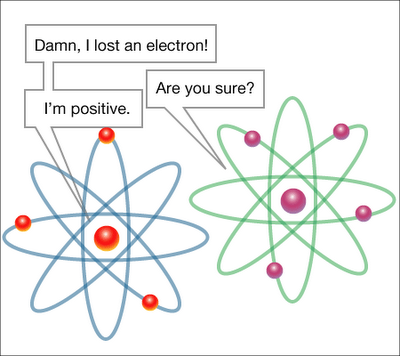 Damn, I lost an electron!
Are you sure?
I'm positive.